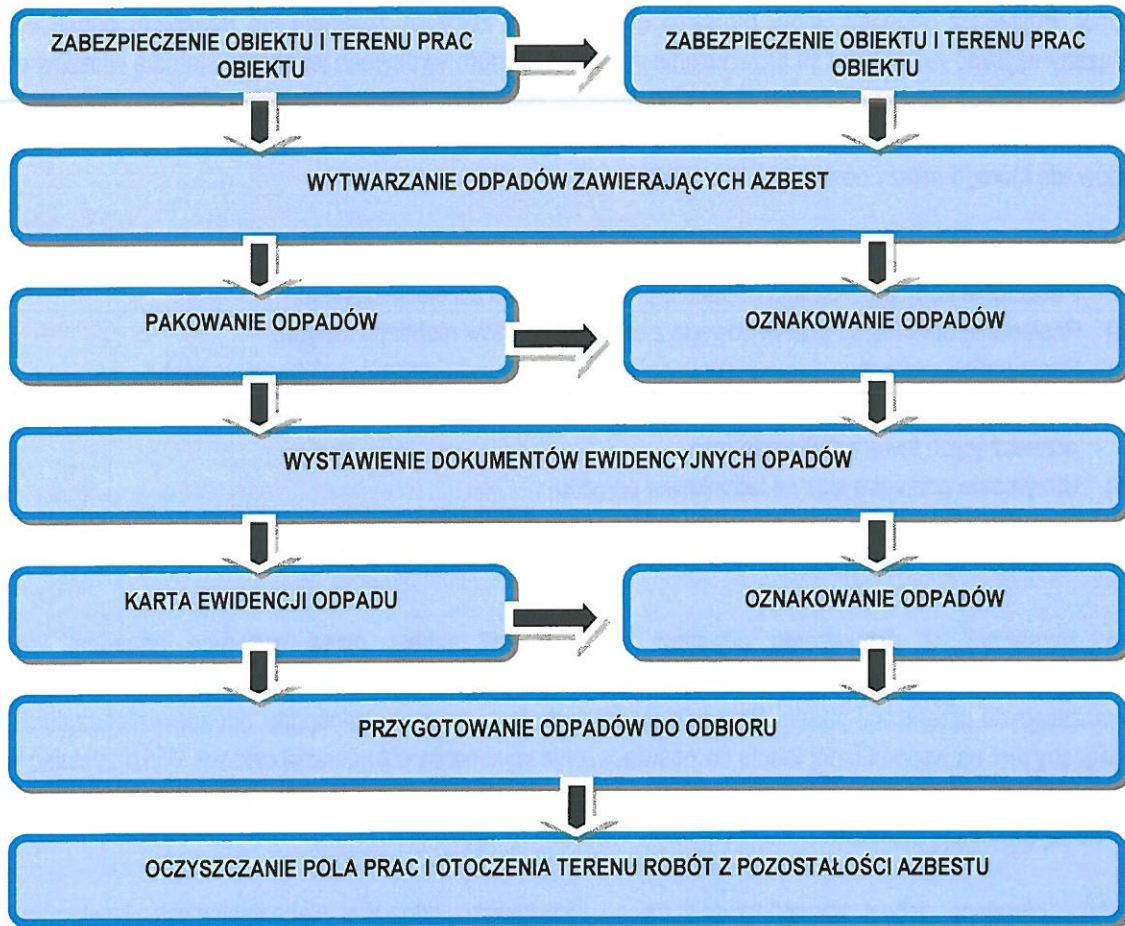 ZABEZPIECZENIE OBIEKTU I TERENU PRAC
OBIEKTU
ZABEZPIECZENIE OBIEKTU I TERENU PRAC
OBIEKTU
WYTWARZANIE ODPADÓW ZAWIERAJĄCYCH AZBEST
PAKOWANIE ODPADÓW
OZNAKOWANIE ODPADÓW
WYSTAWIENIE DOKUMENTÓW EWIDENCYJNYCH OPADÓW
KARTA EWIDENCJI ODPADU
OZNAKOWANIE ODPADÓW
PRZYGOTOWANIE ODPADÓW DO ODBIORU
OCZYSZCZANIE POLA PRAC I OTOCZENIA TERENU ROBÓT Z POZOSTAŁOŚCI AZBESTU